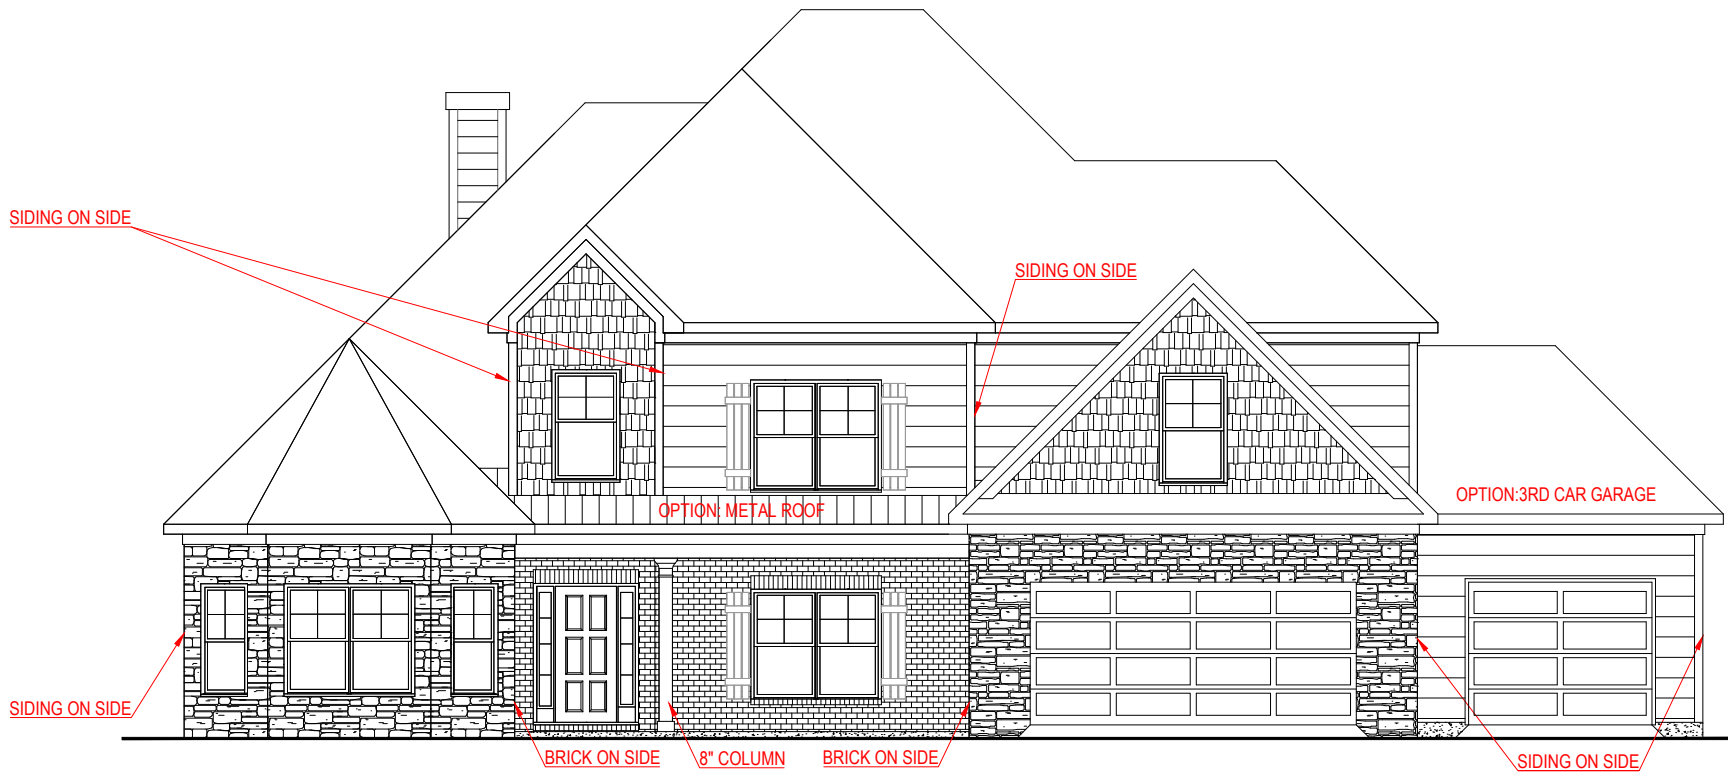 SIDING ON SIDE
SIDING ON SIDE
OPTION:3RD CAR GARAGE
OPTION: METAL ROOF
SIDING ON SIDE
BRICK ON SIDE
8" COLUMN
BRICK ON SIDE
SIDING ON SIDE